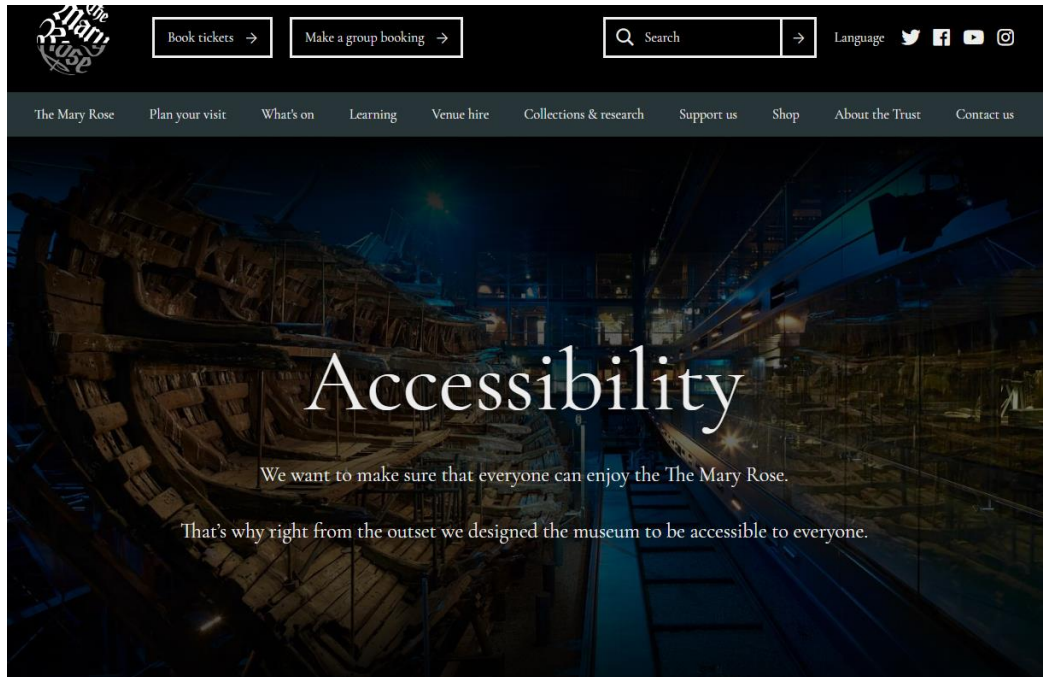 the
Mary
Rose
Book tickets →
Make a group booking →
Search
→
Language
The Mary Rose
Plan your visit
What's on
Learning
Venue hire
Collections & research
Support us
Shop
About the Trust
Contact us
Accessibility
We want to make sure that everyone can enjoy the The Mary Rose.
That's why right from the outset we designed the museum to be accessible to everyone.